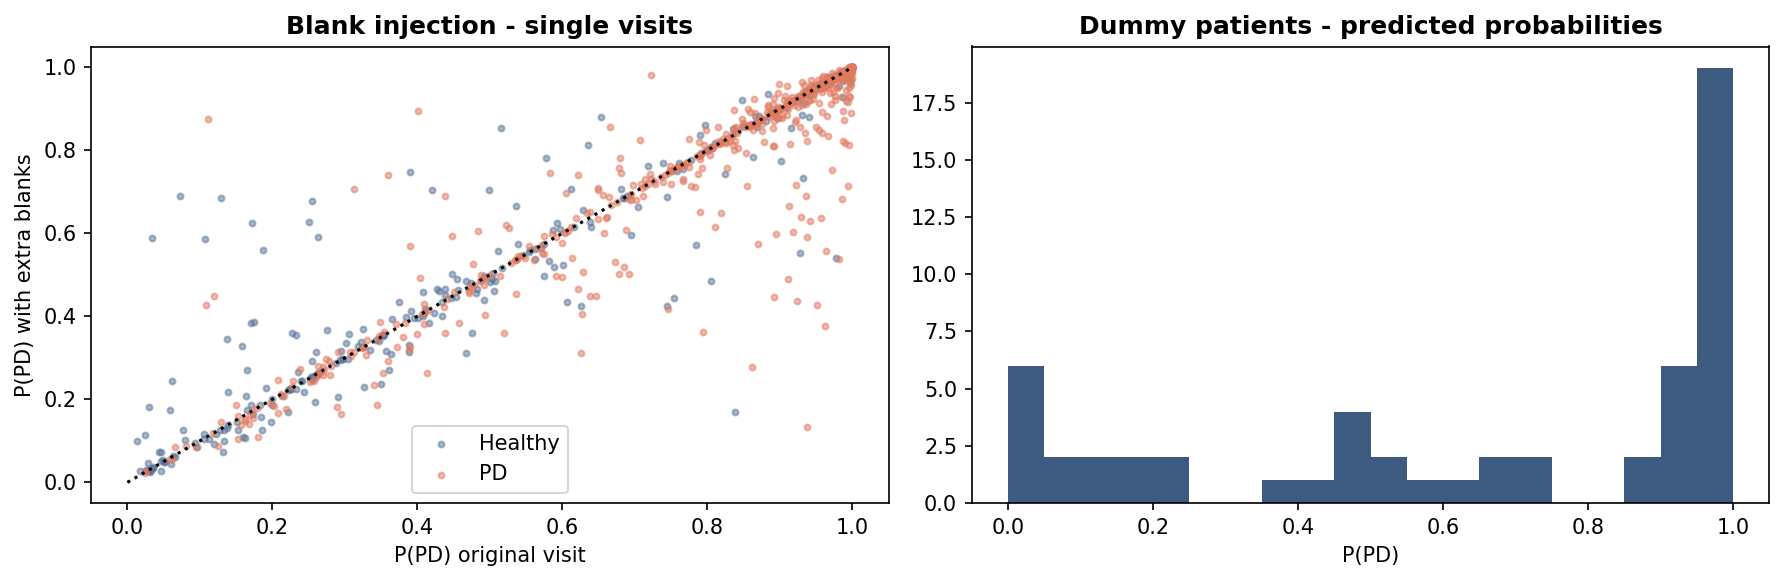 Blank injection - single visits
1.0
0.8
0.6
0.4
0.2
0.0
P(PD) with extra blanks
Healthy
PD
0.0 0.2 0.4 0.6 0.8 1.0
P(PD) original visit
Dummy patients - predicted probabilities
17.5
15.0
12.5
10.0
7.5
5.0
2.5
0.0
0.0 0.2 0.4 0.6 0.8 1.0
P(PD)